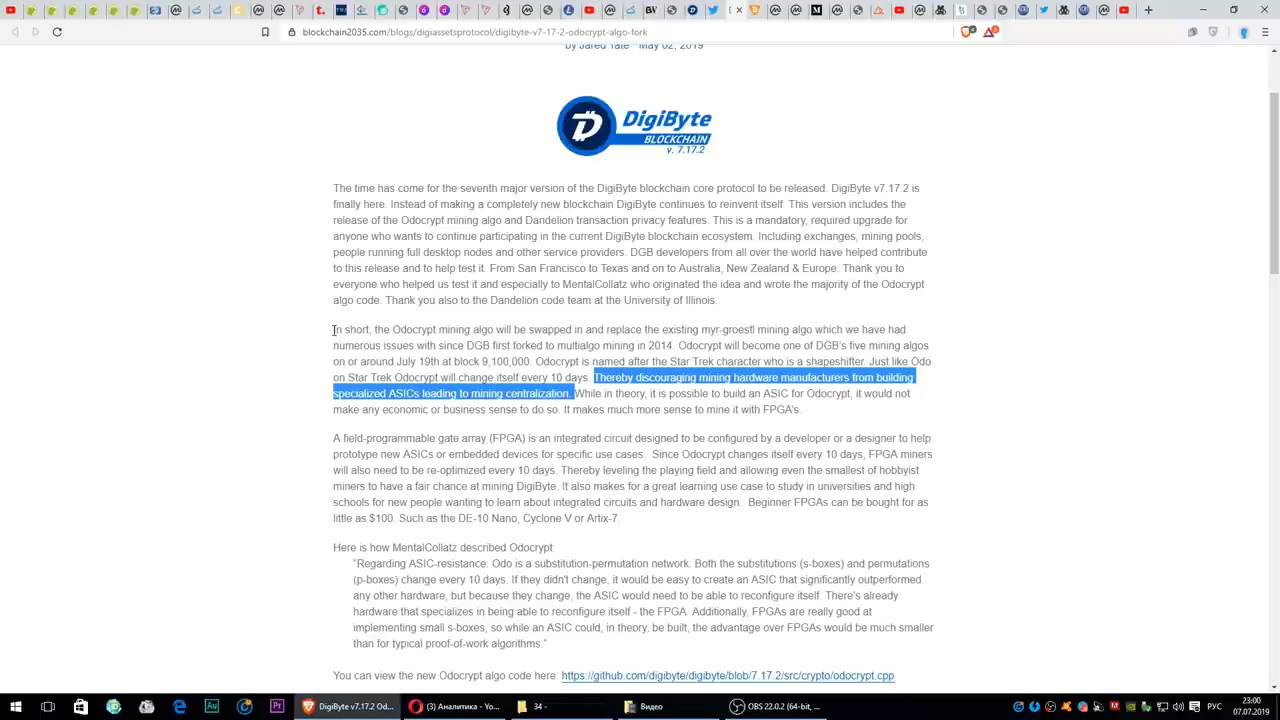 blockchain2035.com/blogs/digiassetsprotocol/digibyte-v7-17-2-odocrypt-algo-fork
by Jared Tate - May 02, 2019
DigiByte
BLOCKCHAIN
v. 7.17.2
The time has come for the seventh major version of the DigiByte blockchain core protocol to be released. DigiByte v7.17.2 is
finally here. Instead of making a completely new blockchain DigiByte continues to reinvent itself. This version includes the
release of the Odocrypt mining algo and Dandelion transaction privacy features. This is a mandatory, required upgrade for
anyone who wants to continue participating in the current DigiByte blockchain ecosystem. Including exchanges, mining pools,
people running full desktop nodes and other service providers. DGB developers from all over the world have helped contribute
to this release and to help test it. From San Francisco to Texas and on to Australia, New Zealand & Europe. Thank you to
everyone who helped us test it and especially to MentalCollatz who originated the idea and wrote the majority of the Odocrypt
algo code. Thank you also to the Dandelion code team at the University of Illinois.
In short, the Odocrypt mining algo will be swapped in and replace the existing myr-groestl mining algo which we have had
numerous issues with since DGB first forked to multialgo mining in 2014. Odocrypt will become one of DGB's five mining algos
on or around July 19th at block 9,100,000. Odocrypt is named after the Star Trek character who is a shapeshifter. Just like Odo
on Star Trek Odocrypt will change itself every 10 days. Thereby discouraging mining hardware manufacturers from building
specialized ASICs leading to mining centralization. While in theory, it is possible to build an ASIC for Odocrypt, it would not
make any economic or business sense to do so. It makes much more sense to mine it with FPGA's.
A field-programmable gate array (FPGA) is an integrated circuit designed to be configured by a developer or a designer to help
prototype new ASICs or embedded devices for specific use cases. Since Odocrypt changes itself every 10 days, FPGA miners
will also need to be re-optimized every 10 days. Thereby leveling the playing field and allowing even the smallest of hobbyist
miners to have a fair chance at mining DigiByte. It also makes for a great learning use case to study in universities and high
schools for new people wanting to learn about integrated circuits and hardware design. Beginner FPGAs can be bought for as
little as $100. Such as the DE-10 Nano, Cyclone V or Artix-7.
Here is how MentalCollatz described Odocrypt:
"Regarding ASIC-resistance: Odo is a substitution-permutation network. Both the substitutions (s-boxes) and permutations
(p-boxes) change every 10 days. If they didn't change, it would be easy to create an ASIC that significantly outperformed
any other hardware, but because they change, the ASIC would need to be able to reconfigure itself. There's already
hardware that specializes in being able to reconfigure itself - the FPGA. Additionally, FPGAs are really good at
implementing small s-boxes, so while an ASIC could, in theory, be built, the advantage over FPGAs would be much smaller
than for typical proof-of-work algorithms."
You can view the new Odocrypt algo code here: https://github.com/digibyte/digibyte/blob/7.17.2/src/crypto/odocrypt.cpp
DigiByte v7.17.2 Od...
(3) Аналитика - Yo...
34 -
Видео
OBS 22.0.2 (64-bit, ...
РУС
23:00
07.07.2019